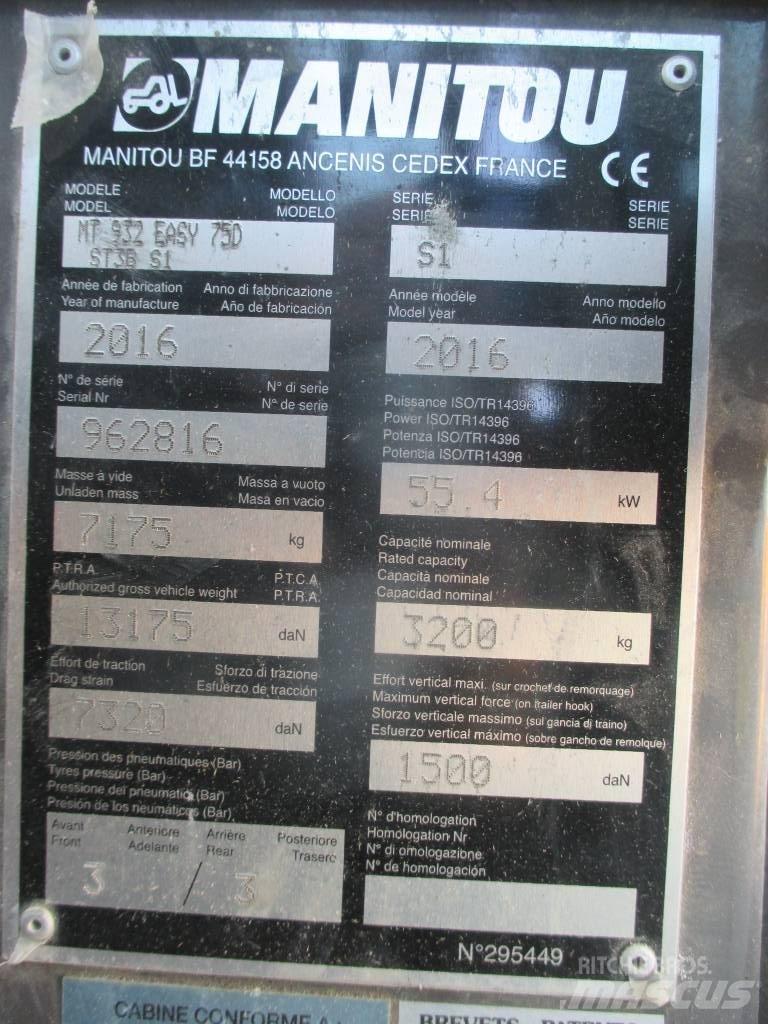 MANITOU
MANITOU BF 44158 ANCENIS CEDEX FRANCE CE
MODELE MODELLO
MODEL MODELO
MT 932 EASY 75D
ST3B S1
SERIE SERIE
SERIE SERIE
S1
Année de fabrication Anno di fabbricazione
Year of manufacture Año de fabricación
2016
Année modèle Anno modello
Model year Año modelo
2016
N° de série N° di serie
Serial Nr N° de serie
962816
Puissance ISO/TR14396
Power ISO/TR14396
Potenza ISO/TR14396
Potencia ISO/TR14396
55.4 kW
Masse à vide Massa a vuoto
Unladen mass Masa en vacio
7175 kg
Capacité nominale
Rated capacity
Capacità nominale
Capacidad nominal
3200 kg
P.T.R.A. P.T.C.A.
Authorized gross vehicle weight P.T.R.A.
13175 daN
Effort de traction Sforzo di trazione
Drag strain Esfuerzo de tracción
7320 daN
Effort vertical maxi. (sur crochet de remorquage)
Maximum vertical force (on trailer hook)
Sforzo verticale massimo (sul gancia di traino)
Esfuerzo vertical máximo (sobre gancho de remolque)
1500 daN
Pression des pneumatiques (Bar)
Tyres pressure (Bar)
Pressione dei pneumatici (Bar)
Presión de los neumáticos (Bar)
Avant Anteriore Arrière Posteriore
Front Adelante Rear Trasero
3 / 3
N° d'homologation
Homologation Nr
N° di omologazione
N° de homologación
N°295449
CABINE CONFORME A
BREVETS - PATENT
RITCHIE BROS.
MASCUS